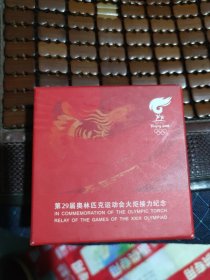 Beijing 2008
第29届奥林匹克运动会火炬接力纪念
IN COMMEMORATION OF THE OLYMPIC TORCH
RELAY OF THE GAMES OF THE XXIX OLYMPIAD